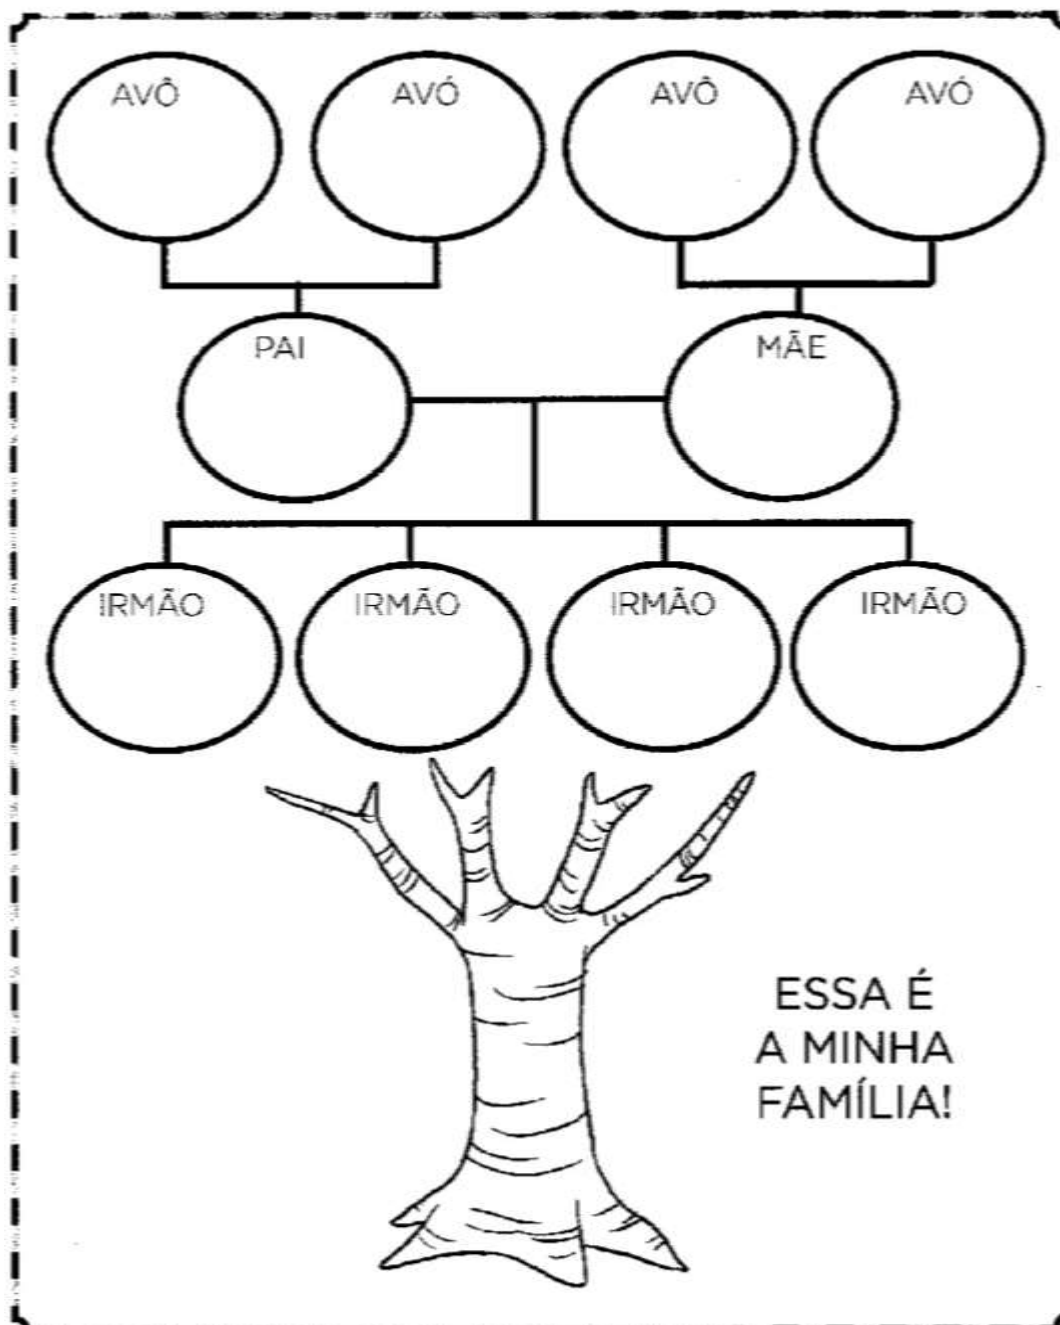 AVÔ AVÓ AVÔ AVÓ
PAI MÃE
IRMÃO IRMÃO IRMÃO IRMÃO
ESSA É
A MINHA
FAMÍLIA!